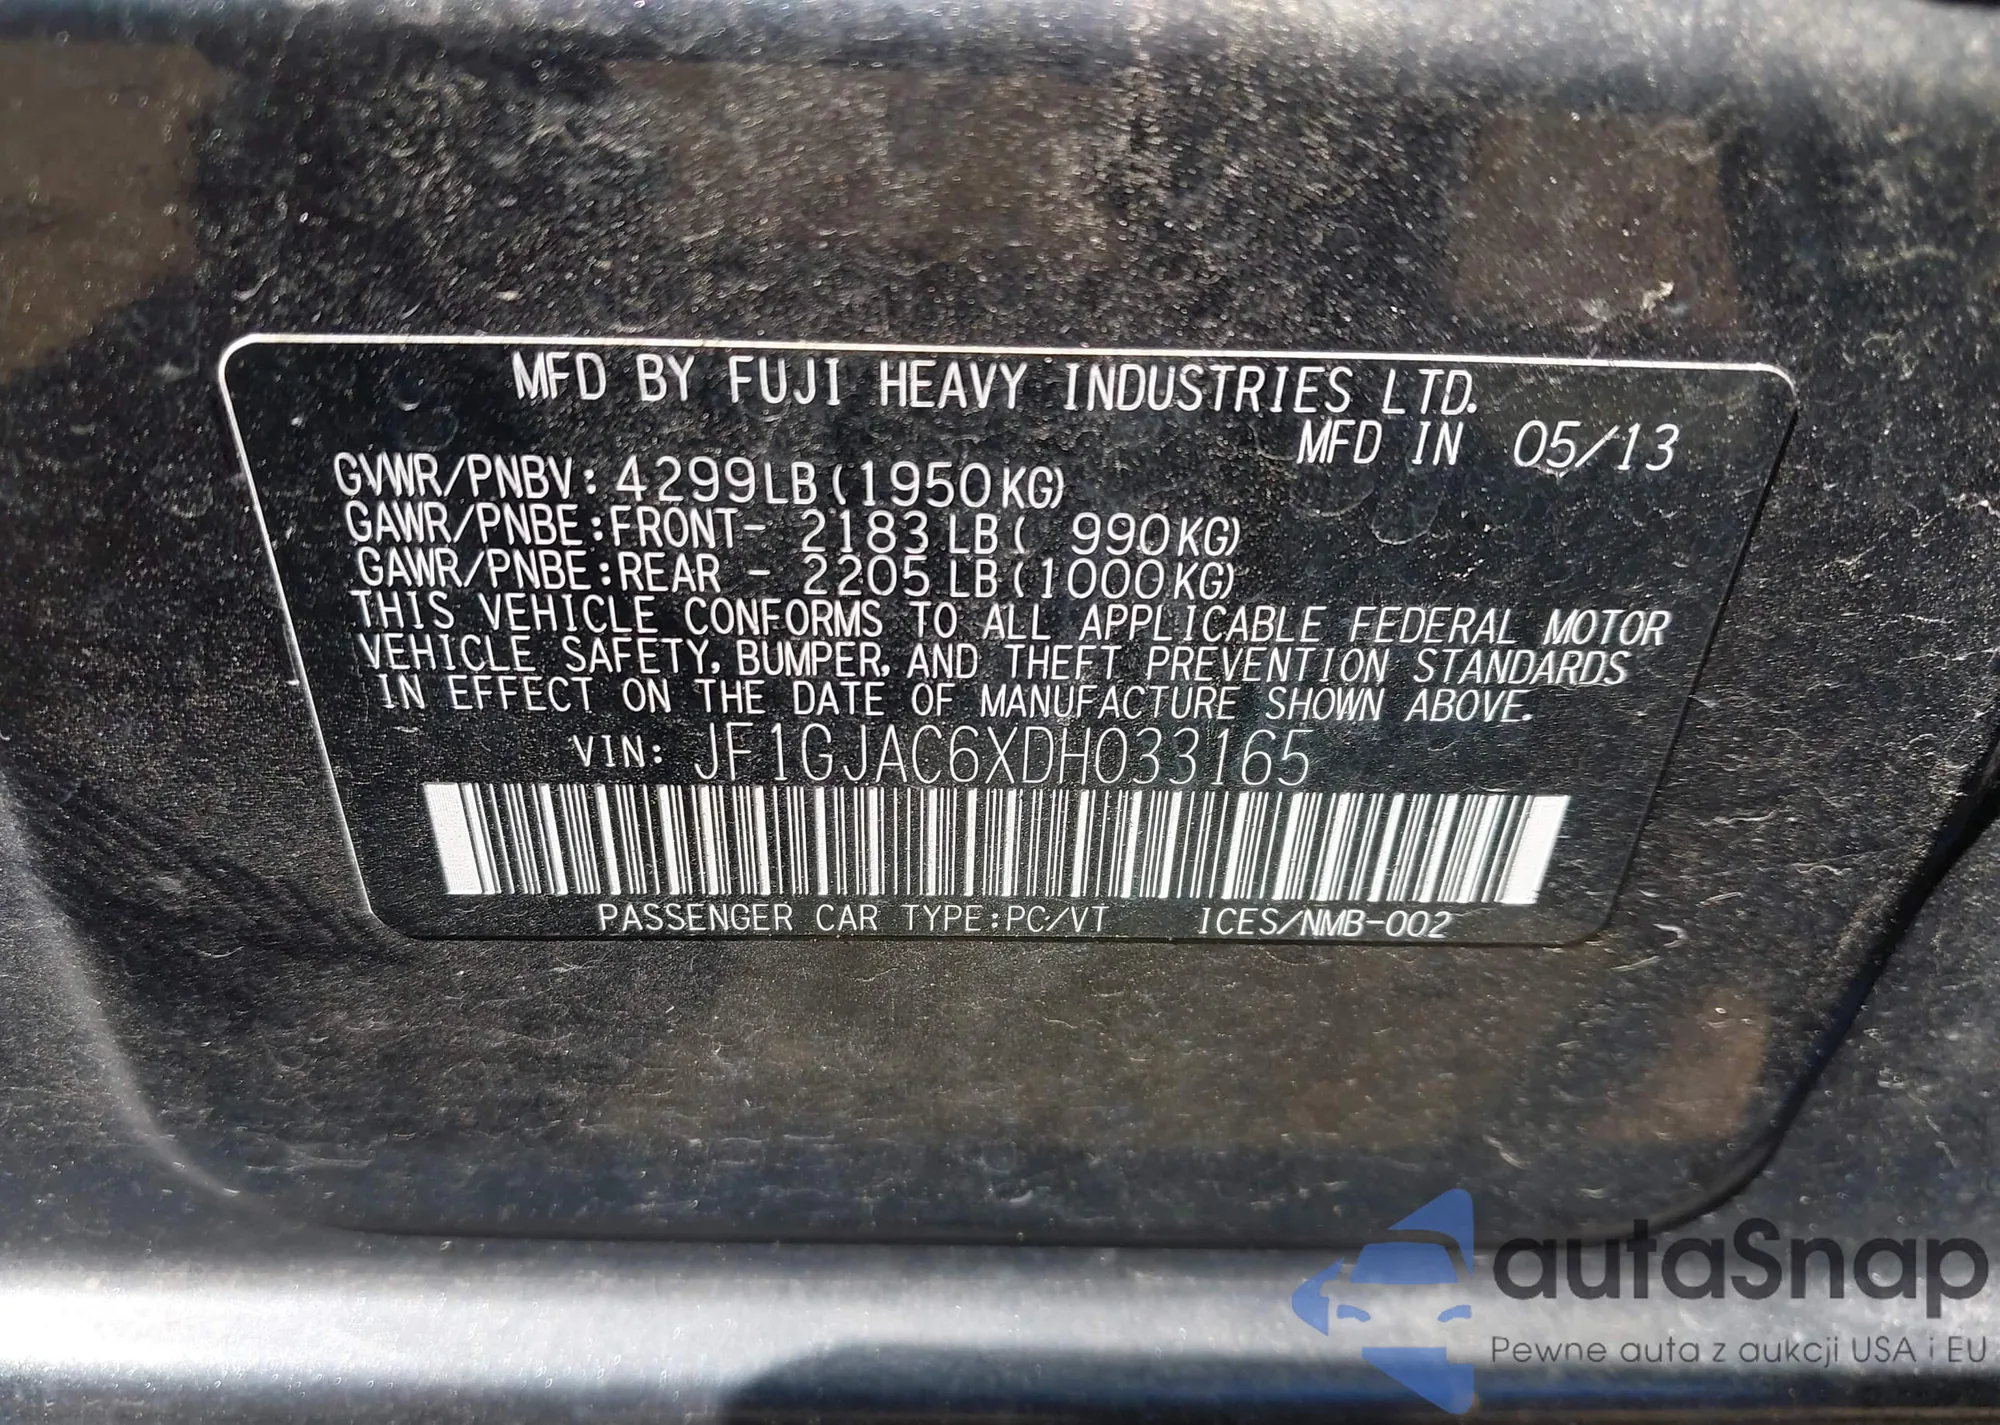 MFD BY FUJI HEAVY INDUSTRIES LTD.
MFD IN 05/13
GVWR/PNBV: 4299LB(1950KG)
GAWR/PNBE:FRONT- 2183LB( 990KG)
GAWR/PNBE:REAR - 2205LB(1000KG)
THIS VEHICLE CONFORMS TO ALL APPLICABLE FEDERAL MOTOR
VEHICLE SAFETY, BUMPER, AND THEFT PREVENTION STANDARDS
IN EFFECT ON THE DATE OF MANUFACTURE SHOWN ABOVE.
VIN: JF1GJAC6XDH033165
PASSENGER CAR TYPE:PC/VT ICES/NMB-002
autaSnap
Pewne auta z aukcji USA i EU